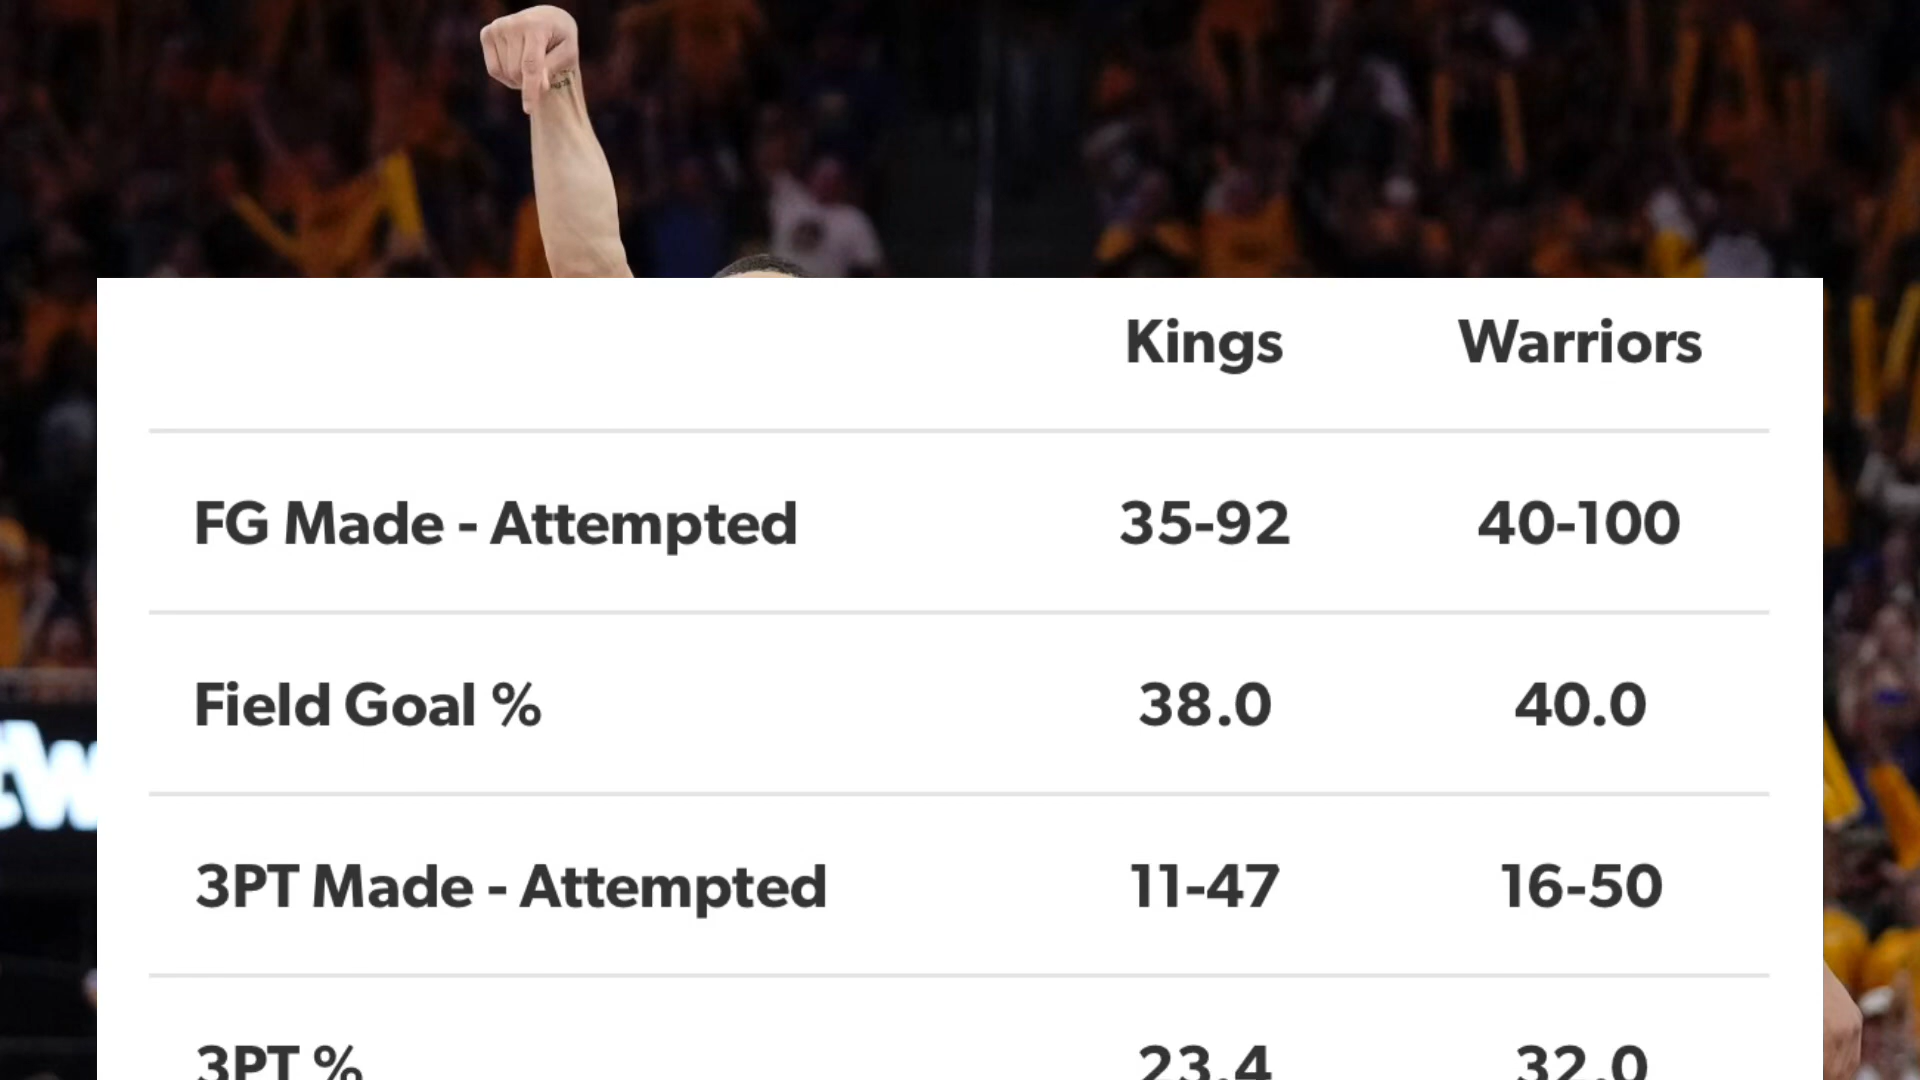 Kings Warriors
FG Made - Attempted 35-92 40-100
Field Goal % 38.0 40.0
3PT Made - Attempted 11-47 16-50
3PT % 23.4 32.0